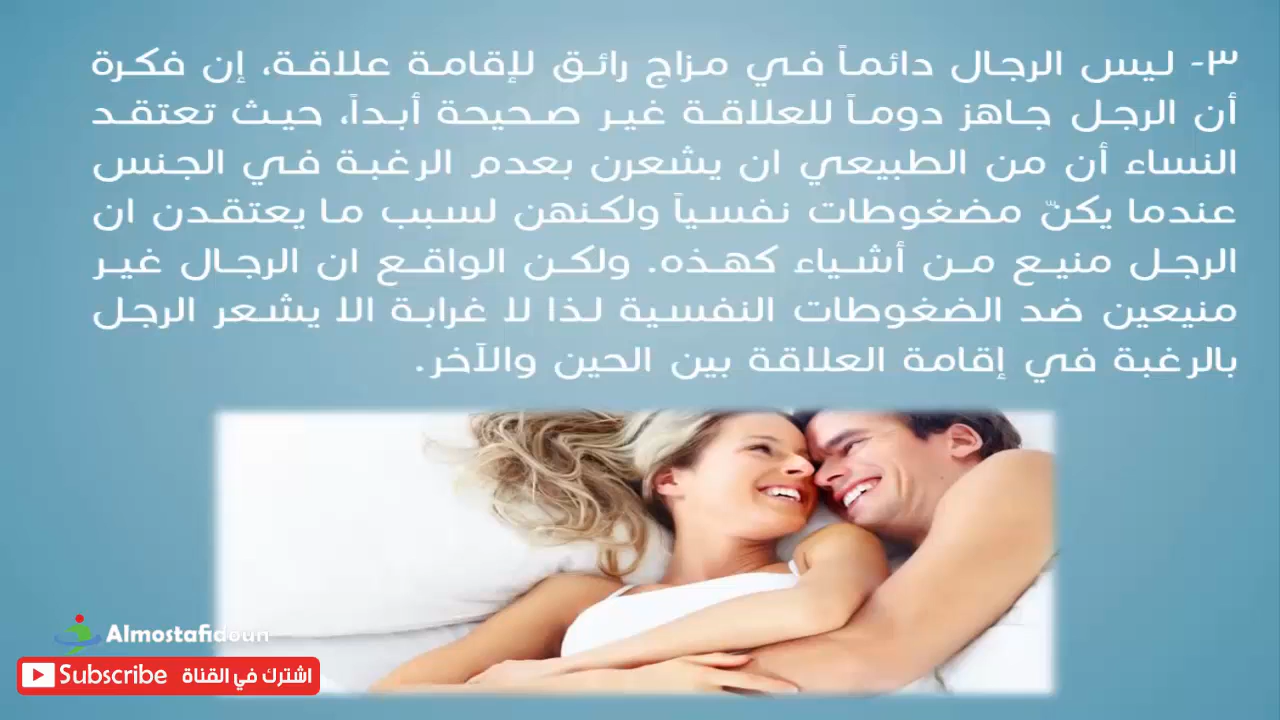 ٣- ليس الرجال دائماً في مزاج رائق لإقامة علاقة، إن فكرة
أن الرجل جاهز دوماً للعلاقة غير صحيحة أبداً، حيث تعتقد
النساء أن من الطبيعي ان يشعرن بعدم الرغبة في الجنس
عندما يكنّ مضغوطات نفسياً ولكنهن لسبب ما يعتقدن ان
الرجل منيع من أشياء كهذه. ولكن الواقع ان الرجال غير
منيعين ضد الضغوطات النفسية لذا لا غرابة الا يشعر الرجل
بالرغبة في إقامة العلاقة بين الحين والآخر.
Almostafidoun
Subscribe اشترك في القناة